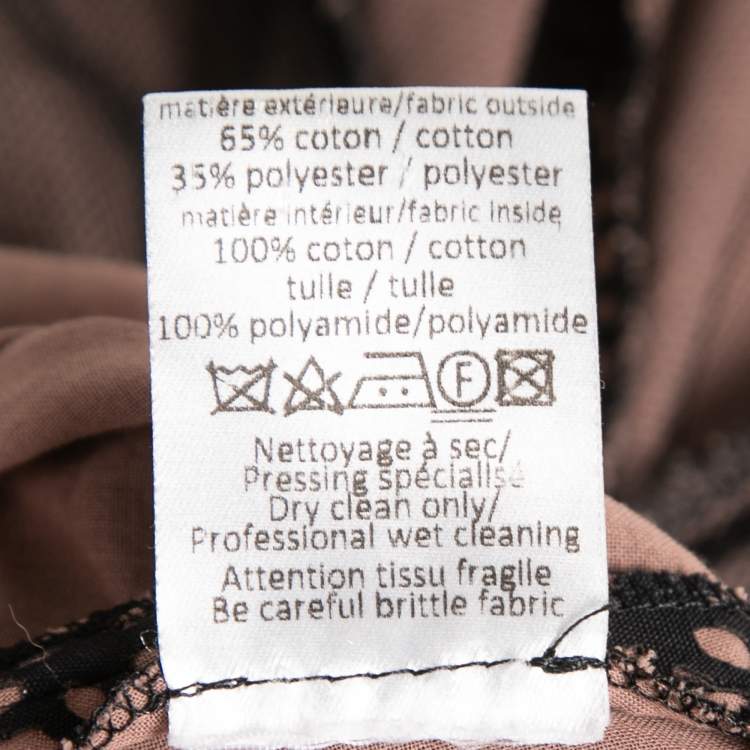 matière extérieure/fabric outside
65% coton / cotton
35% polyester / polyester
matière intérieur/fabric inside
100% coton / cotton
tulle / tulle
100% polyamide/polyamide
F
Nettoyage à sec/
Pressing spécialisé
Dry clean only/
Professional wet cleaning
Attention tissu fragile
Be careful brittle fabric